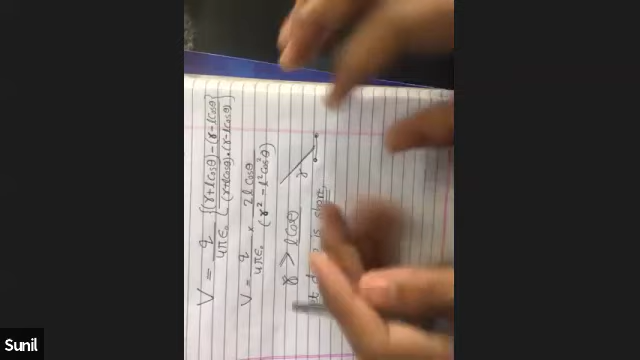 V = q/4πε₀ {(r+lcosθ)-(r-lcosθ)/(r+lcosθ)*(r-lcosθ)}
V = q/4πε₀ × 2lcosθ/(r² - l²cos²θ)
r > lcosθ
r
is short
Sunil